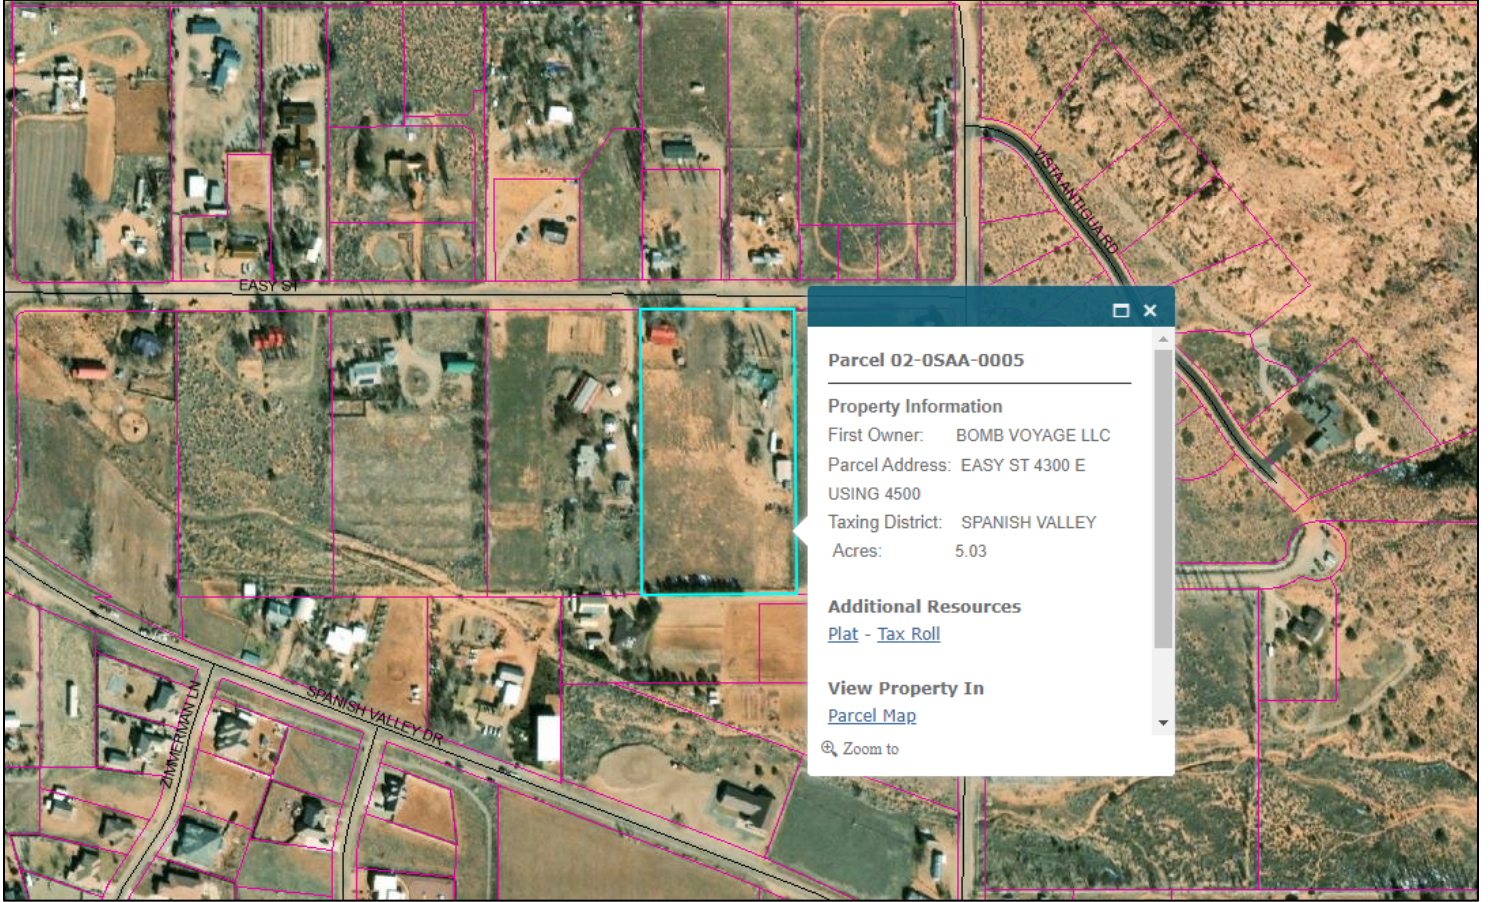 VISTA ANTIGUA RD
EASY ST
Parcel 02-0SAA-0005
Property Information
First Owner: BOMB VOYAGE LLC
Parcel Address: EASY ST 4300 E
USING 4500
Taxing District: SPANISH VALLEY
Acres: 5.03
Additional Resources
Plat - Tax Roll
View Property In
Parcel Map
Zoom to
SPANISH VALLEY DR
ZIMMERMAN LN